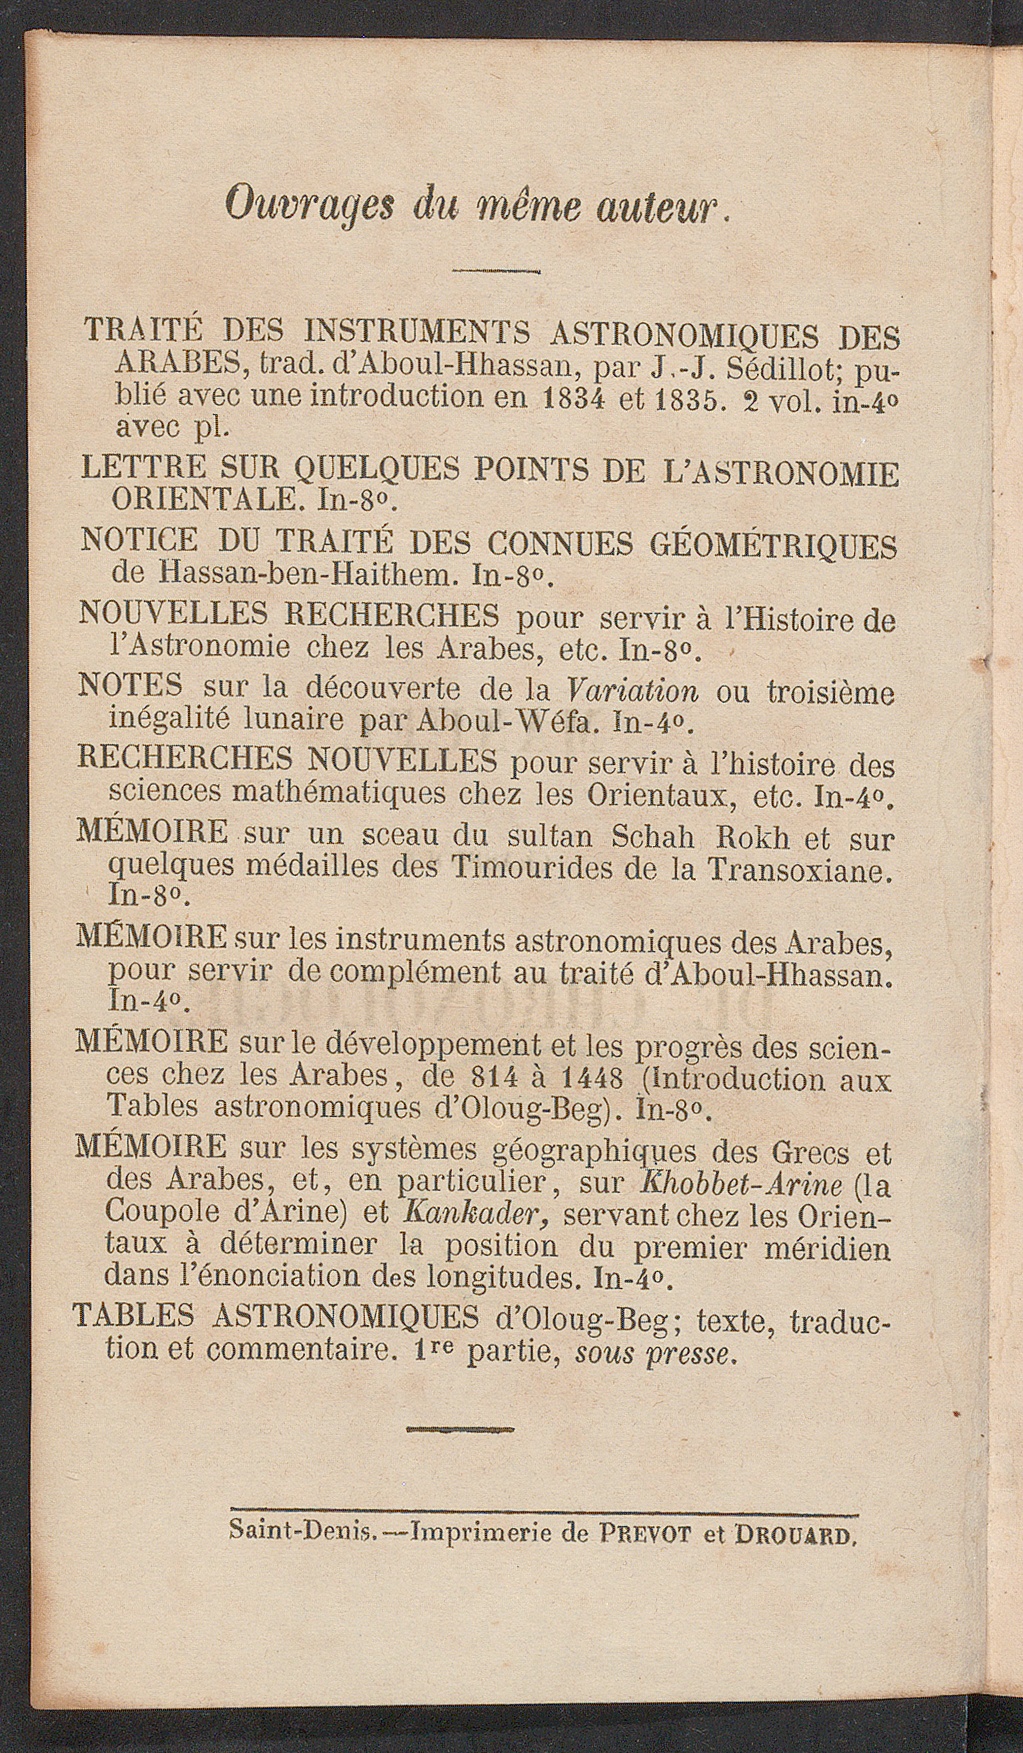 Ouvrages du même auteur.
TRAITÉ DES INSTRUMENTS ASTRONOMIQUES DES
ARABES, trad. d'Aboul-Hhassan, par J.-J. Sédillot; pu-
blié avec une introduction en 1834 et 1835. 2 vol. in-4º
avec pl.
LETTRE SUR QUELQUES POINTS DE L'ASTRONOMIE
ORIENTALE. In-8º.
NOTICE DU TRAITÉ DES CONNUES GÉOMÉTRIQUES
de Hassan-ben-Haithem. In-8º.
NOUVELLES RECHERCHES pour servir à l'Histoire de
l'Astronomie chez les Arabes, etc. In-8º.
NOTES sur la découverte de la Variation ou troisième
inégalité lunaire par Aboul-Wéfa. In-4º.
RECHERCHES NOUVELLES pour servir à l'histoire des
sciences mathématiques chez les Orientaux, etc. In-4º.
MÉMOIRE sur un sceau du sultan Schah Rokh et sur
quelques médailles des Timourides de la Transoxiane.
In-8º.
MÉMOIRE sur les instruments astronomiques des Arabes,
pour servir de complément au traité d'Aboul-Hhassan.
In-4º.
MÉMOIRE sur le développement et les progrès des scien-
ces chez les Arabes, de 814 à 1448 (Introduction aux
Tables astronomiques d'Oloug-Beg). In-8º.
MÉMOIRE sur les systèmes géographiques des Grecs et
des Arabes, et, en particulier, sur Khobbet-Arine (la
Coupole d'Arine) et Kankader, servant chez les Orien-
taux à déterminer la position du premier méridien
dans l'énonciation des longitudes. In-4º.
TABLES ASTRONOMIQUES d'Oloug-Beg; texte, traduc-
tion et commentaire. 1re partie, sous presse.
Saint-Denis.—Imprimerie de PREVOT et DROUARD.